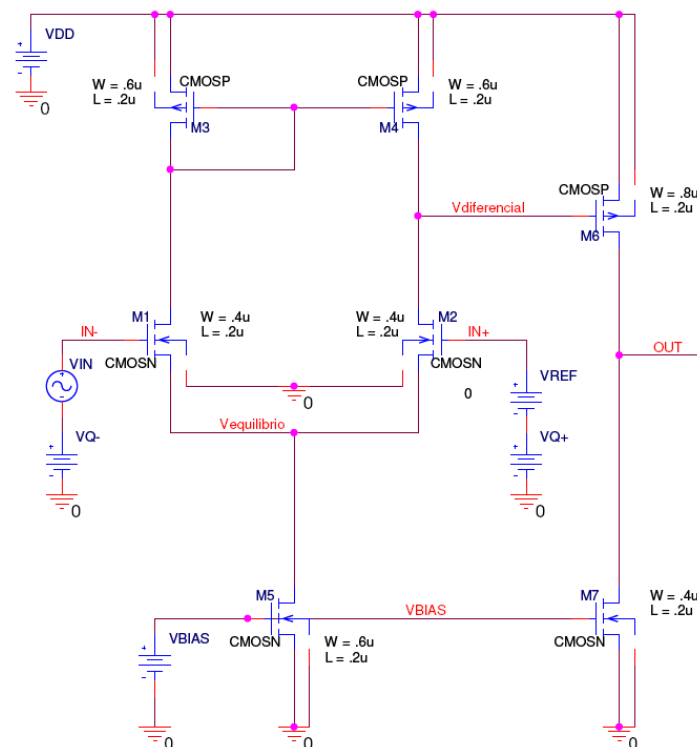 VDD
0
W = .6u
L = .2u
CMOSP
M3
CMOSP
M4
W = .6u
L = .2u
Vdiferencial
CMOSP
M6
W = .8u
L = .2u
IN-
M1
W = .4u
L = .2u
CMOSN
W = .4u
L = .2u
M2
IN+
CMOSN
OUT
VIN
VREF
0
0
Vequilibrio
VQ-
VQ+
0
0
M5
VBIAS
M7
W = .4u
L = .2u
VBIAS
CMOSN
W = .6u
L = .2u
CMOSN
0
0
0